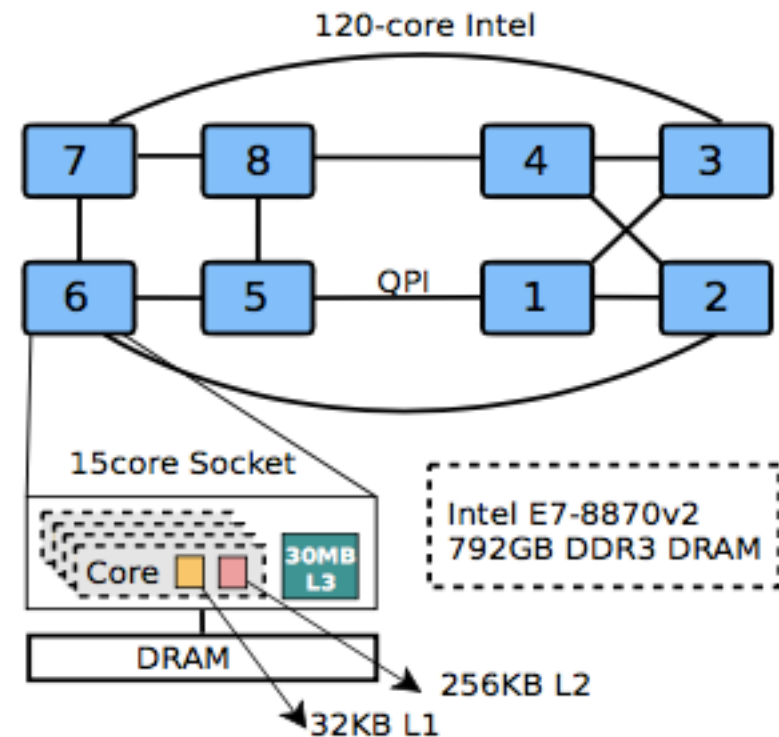 120-core Intel
7
8
4
3
QPI
6
5
1
2
15core Socket
Intel E7-8870v2
792GB DDR3 DRAM
Core
30MB
L3
DRAM
256KB L2
32KB L1